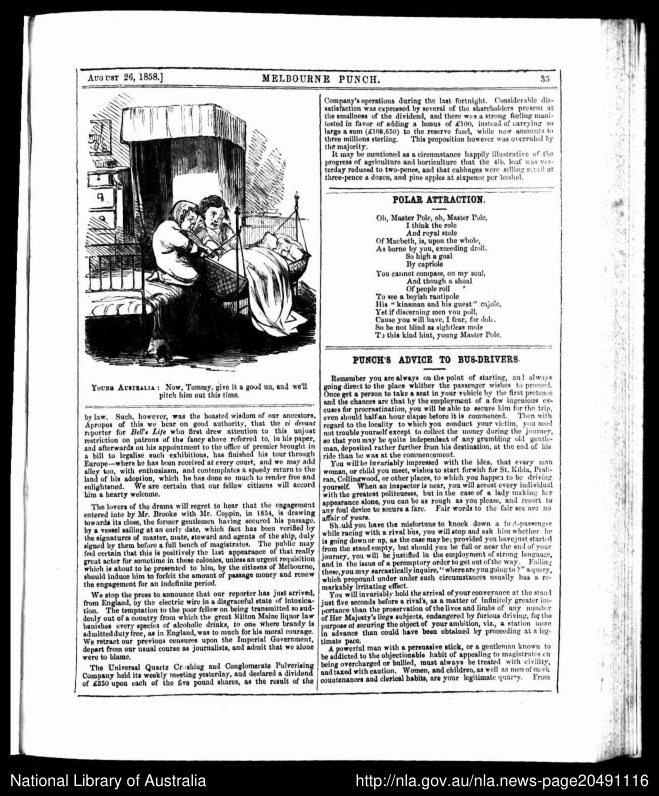 AUGUST 26, 1858.]
MELBOURNE PUNCH.
35
YOUNG AUSTRALIA: Now, Tommy, give it a good un, and we'll
pitch him out this time.
by law. Such, however, was the boasted wisdom of our ancestors,
Apropos of this we hear on good authority, that the ci devant
reporter for Bell's Life who first drew attention to this unjust
restriction on patrons of the fancy above referred to, in his paper,
and afterwards on his appointment to the office of premier brought in
a bill to legalise such exhibitions, has finished his tour through
Europe—where he has been received at every court, and we may add
alley too, with enthusiasm, and contemplates a speedy return to the
land of his adoption, which he has done so much to render free and
enlightened. We are certain that our fellow citizens will accord
him a hearty welcome.
The lovers of the drama will regret to hear that the engagement
entered into by Mr. Brooke with Mr. Coppin, in 1854, is drawing
towards its close, the former gentlemen having secured his passage,
by a vessel sailing at an early date, which fact has been verified by
the signatures of master, mate, steward and agents of the ship, duly
signed by them before a full bench of magistrates. The public may
feel certain that this is positively the last appearance of that really
great actor for sometime in these colonies, unless an urgent requisition
which is about to be presented to him, by the citizens of Melbourne,
should induce him to forfeit the amount of passage money and renew
the engagement for an indefinite period.
We stop the press to announce that our reporter has just arrived,
from England, by the electric wire in a disgraceful state of intoxica-
tion. The temptation to the poor fellow on being transmitted so sud-
denly out of a country from which the great Milton Maine liquor law
banishes every species of alcoholic drinks, to one where brandy is
admitted duty free, as in England, was to much for his moral courage.
We retract our previous censures upon the Imperial Government,
depart from our usual course as journalists, and admit that we alone
were to blame.
The Universal Quartz Crushing and Conglomerate Pulverising
Company held its weekly meeting yesterday, and declared a dividend
of £350 upon each of the five pound shares, as the result of the
Company's operations during the last fortnight. Considerable dis-
satisfaction was expressed by several of the shareholders present at
the smallness of the dividend, and there was a strong feeling mani-
fested in favor of adding a bonus of £100, instead of carrying so
large a sum (£108,650) to the reserve fund, while now amounts to
three millions sterling. This proposition however was overruled by
the majority.
It may be mentioned as a circumstance happily illustrative of the
progress of agriculture and horticulture that the 4lb. loaf was yes-
terday reduced to two-pence, and that cabbages were selling retail at
three-pence a dozen, and pine apples at sixpence per bushel.
POLAR ATTRACTION.
Oh, Master Pole, oh, Master Pole,
I think the role
And royal stole
Of Macbeth, is, upon the whole,
As borne by you, exceeding droll.
So high a goal
By capriole
You cannot compass, on my soul,
And though a shoal
Of people roll
To see a boyish rantipole
His "kinsman and his guest" cajole,
Yet if discerning men you poll,
Cause you will have, I fear, for dole.
So be not blind as sightless mole
To this kind hint, young Master Pole.
PUNCH'S ADVICE TO BUS-DRIVERS.
Remember you are always on the point of starting, and always
going direct to the place whither the passenger wishes to proceed.
Once get a person to take a seat in your vehicle by the first pretence
and the chances are that by the employment of a few ingenious ex-
cuses for procrastination, you will be able to secure him for the trip,
even should half-an hour elapse before it is commenced. Then with
regard to the locality to which you conduct your victim, you need
not trouble yourself except to collect the money during the journey,
so that you may be quite independent of any grumbling old gentle-
man, deposited rather further from his destination, at the end of his
ride than he was at the commencement.
You will be invariably impressed with the idea, that every man
woman, or child you meet, wishes to start forwith for St. Kilda, Prah-
ran, Collingwood, or other places, to which you happen to be driving
yourself. When an inspector is near, you will accost every individual
with the greatest politeness, but in the case of a lady making her
appearance alone, you can be as rough as you please, and resort to
any foul device to secure a fare. Fair words to the fair sex are no
affair of yours.
Should you have the misfortune to knock down a foot-passenger
while racing with a rival bus, you will stop and ask him whether he
is going down or up, as the case may be; provided you have just started
from the stand empty, but should you be full or near the end of your
journey, you will be justified in the employment of strong language,
and in the issue of a peremptory order to get out of the way. Failing
these, you may sarcastically inquire, "where are you going to?" a query,
which propound under under such circumstances usually has a re-
markably irritating effect.
You will invariably hold the arrival of your conveyance at the stand
just five seconds before a rival's, as a matter of infinitely greater im-
portance than the preservation of the lives and limbs of any number
of Her Majesty's liege subjects, endangered by furious driving, for the
purpose of securing the object of your ambition, viz., a station more
in advance than could have been obtained by proceeding at a leg-
timate pace.
A powerful man with a persuasive stick, or a gentleman known to
be addicted to the objectionable habit of appealing to magistrates on
being overcharged or bullied, must always be treated with civility,
and taxed with caution. Women, and children, as well as men of meek
countenances and clerical habits, are your legitimate quarry. From
National Library of Australia
http://nla.gov.au/nla.news-page20491116